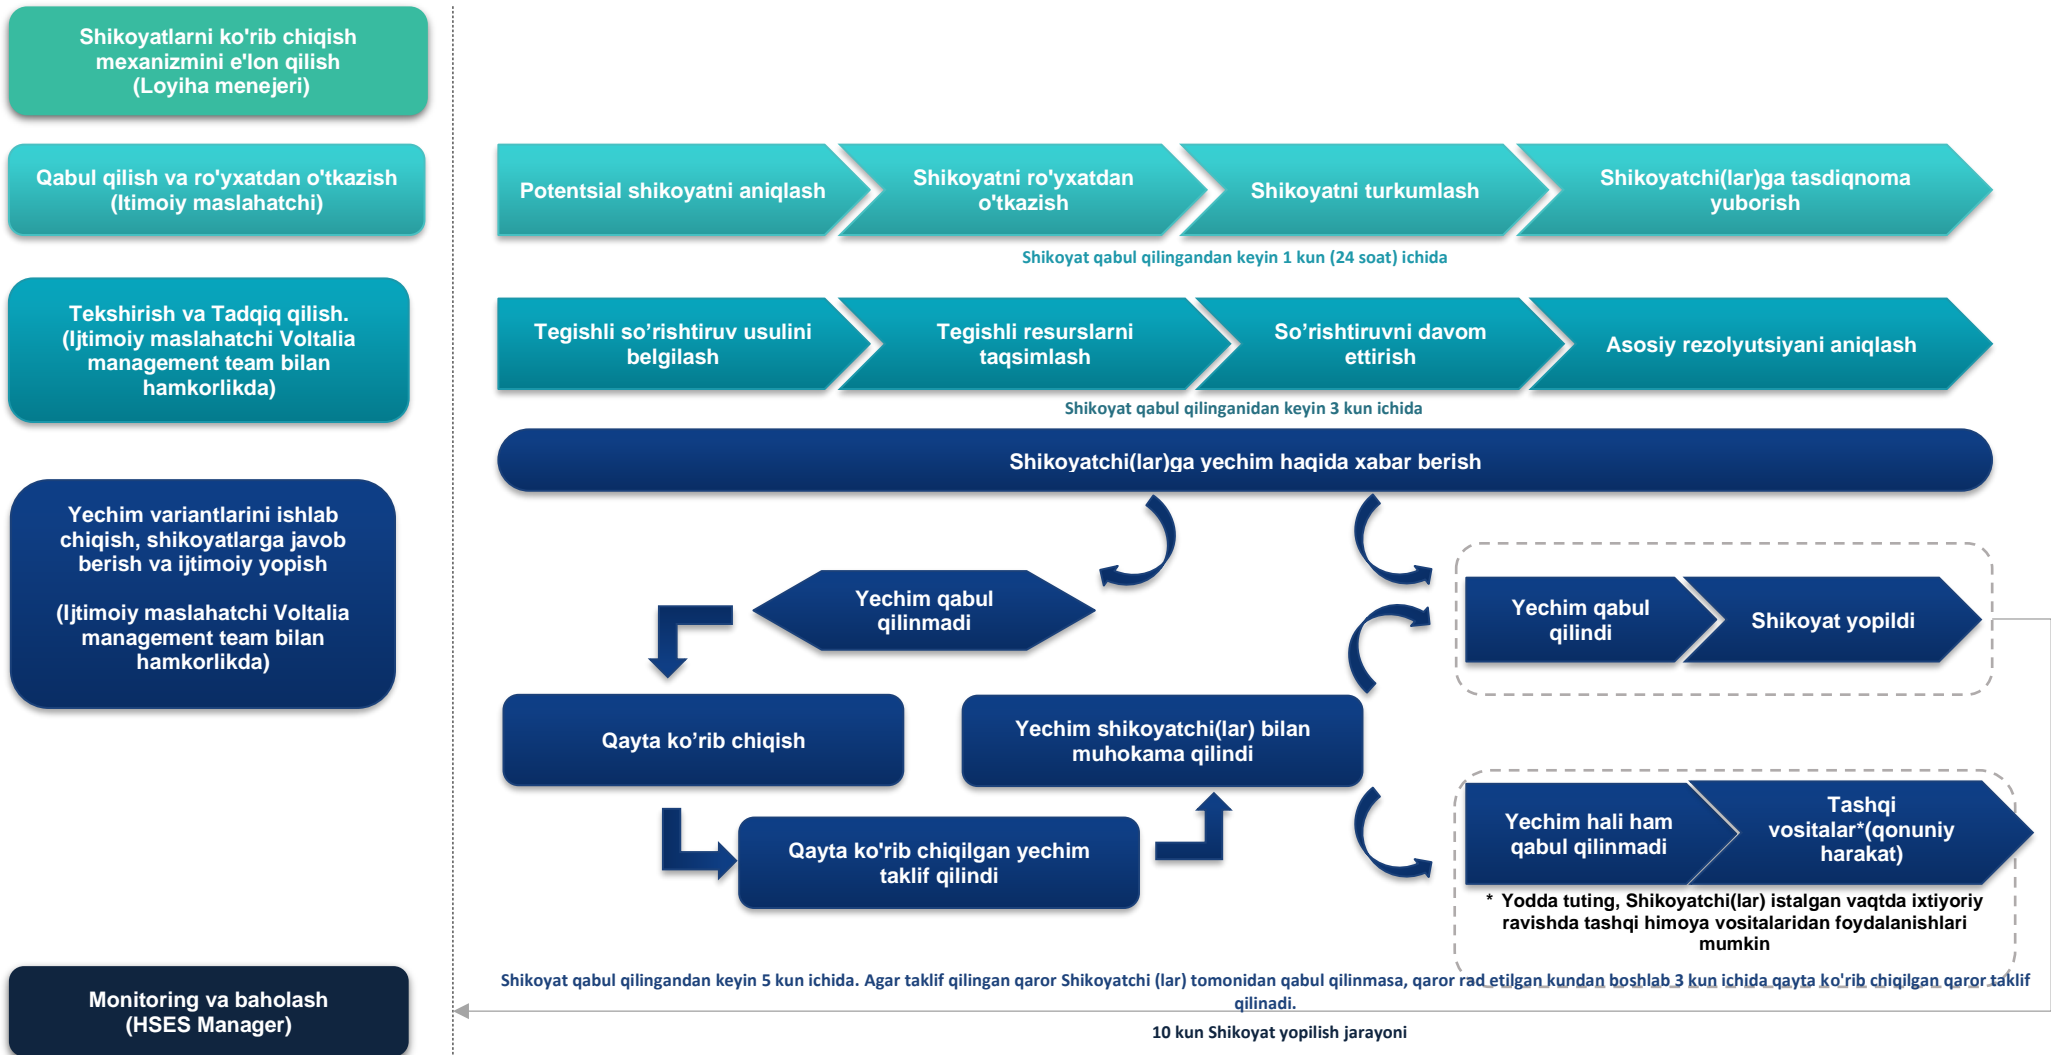 Shikoyatlarni ko'rib chiqish
mexanizmini e'lon qilish
(Loyiha menejeri)
Qabul qilish va ro'yxatdan o'tkazish
(Itimoiy maslahatchi)
Potentsial shikoyatni aniqlash
Shikoyatni ro'yxatdan
o'tkazish
Shikoyatni turkumlash
Shikoyatchi(lar)ga tasdiqnoma
yuborish
Shikoyat qabul qilingandan keyin 1 kun (24 soat) ichida
Tekshirish va Tadqiq qilish.
(Ijtimoiy maslahatchi Voltalia
management team bilan
hamkorlikda)
Tegishli so’rishtiruv usulini
belgilash
Tegishli resurslarni
taqsimlash
So’rishtiruvni davom
ettirish
Asosiy rezolyutsiyani aniqlash
Shikoyat qabul qilinganidan keyin 3 kun ichida
Shikoyatchi(lar)ga yechim haqida xabar berish
Yechim variantlarini ishlab
chiqish, shikoyatlarga javob
berish va ijtimoiy yopish
(Ijtimoiy maslahatchi Voltalia
management team bilan
hamkorlikda)
Yechim qabul
qilinmadi
Yechim qabul
qilindi
Shikoyat yopildi
Qayta ko’rib chiqish
Yechim shikoyatchi(lar) bilan
muhokama qilindi
Qayta ko'rib chiqilgan yechim
taklif qilindi
Yechim hali ham
qabul qilinmadi
Tashqi
vositalar*(qonuniy
harakat)
* Yodda tuting, Shikoyatchi(lar) istalgan vaqtda ixtiyoriy
ravishda tashqi himoya vositalaridan foydalanishlari
mumkin
Shikoyat qabul qilingandan keyin 5 kun ichida. Agar taklif qilingan qaror Shikoyatchi (lar) tomonidan qabul qilinmasa, qaror rad etilgan kundan boshlab 3 kun ichida qayta ko'rib chiqilgan qaror taklif
qilinadi.
Monitoring va baholash
(HSES Manager)
10 kun Shikoyat yopilish jarayoni